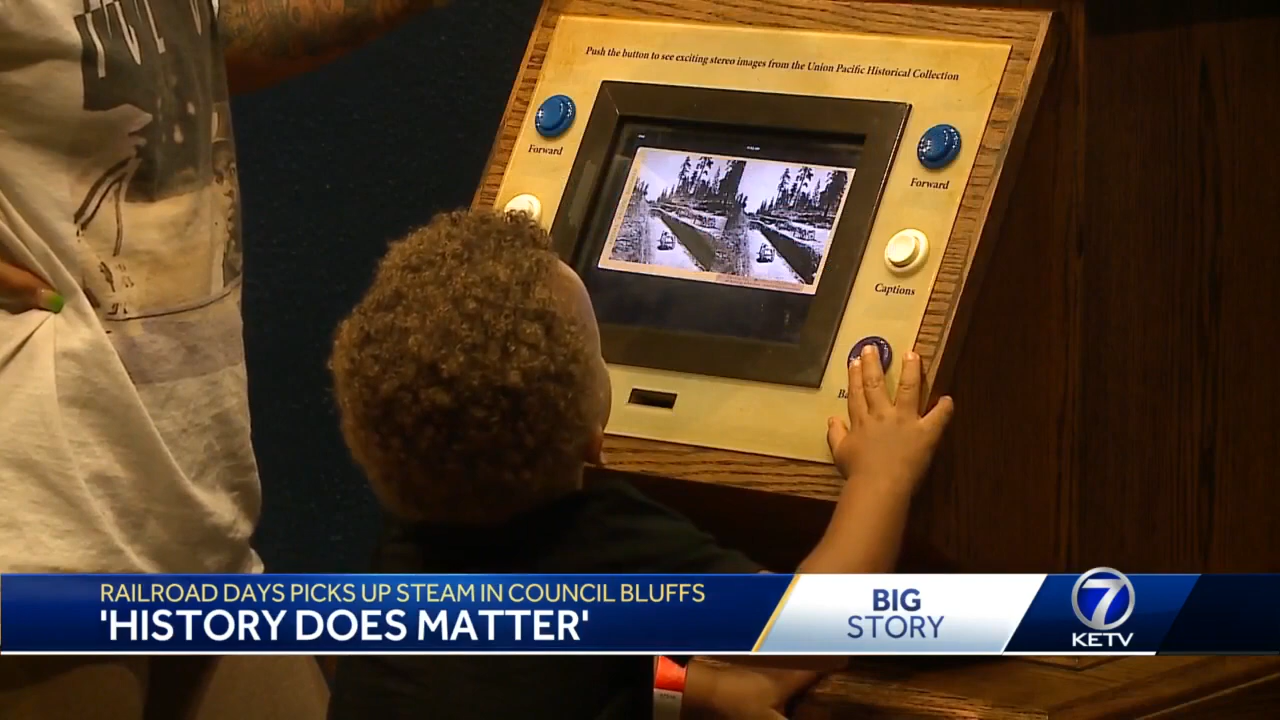 Push the button to see exciting stereo images from the Union Pacific Historical Collection
Forward
Forward
Captions
RAILROAD DAYS PICKS UP STEAM IN COUNCIL BLUFFS
'HISTORY DOES MATTER'
BIG
STORY
7
KETV